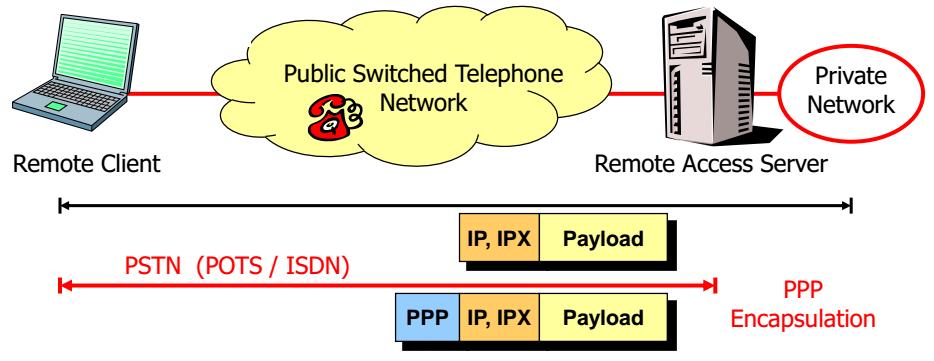 Public Switched Telephone
Network
Private
Network
Remote Client
Remote Access Server
IP, IPX Payload
PSTN (POTS / ISDN)
PPP
Encapsulation
PPP IP, IPX Payload